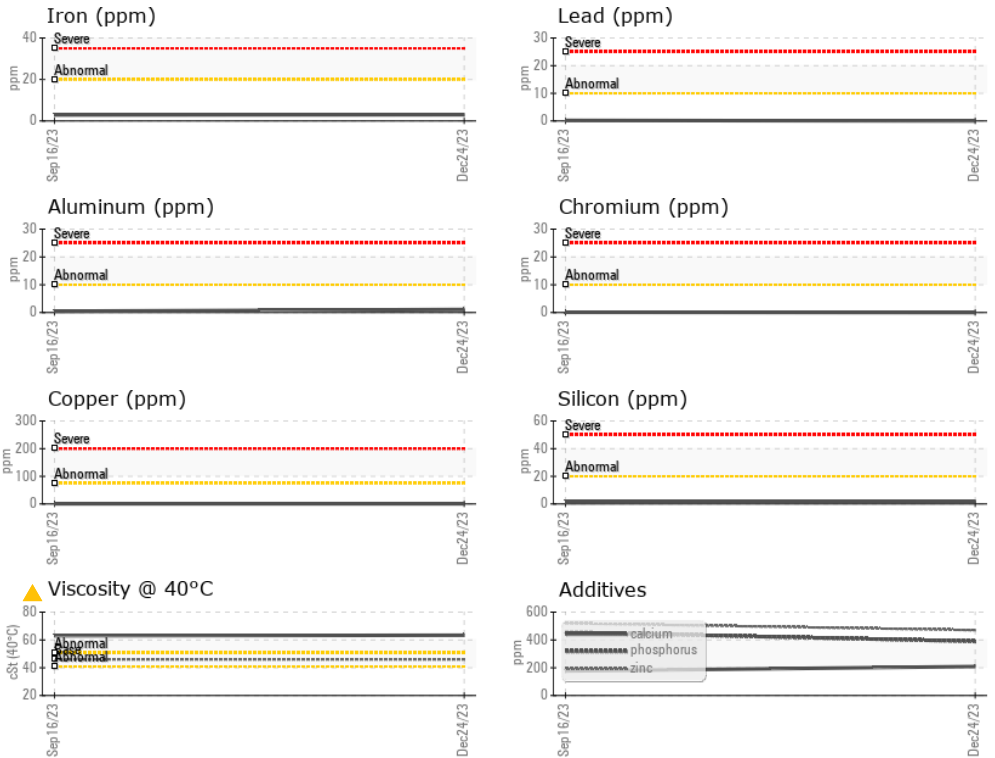 Iron (ppm)
40
20
0
ppm
Severe
Abnormal
Sep16/23
Dec24/23
Lead (ppm)
30
20
10
0
ppm
Severe
Abnormal
Sep16/23
Dec24/23
Aluminum (ppm)
30
20
10
0
ppm
Severe
Abnormal
Sep16/23
Dec24/23
Chromium (ppm)
30
20
10
0
ppm
Severe
Abnormal
Sep16/23
Dec24/23
Copper (ppm)
300
200
100
0
ppm
Severe
Abnormal
Sep16/23
Dec24/23
Silicon (ppm)
60
40
20
0
ppm
Severe
Abnormal
Sep16/23
Dec24/23
Viscosity @ 40°C
80
60
40
20
cSt (40°C)
Abnormal
Base
Abnormal
Sep16/23
Dec24/23
Additives
600
400
200
0
ppm
calcium
phosphorus
zinc
Sep16/23
Dec24/23